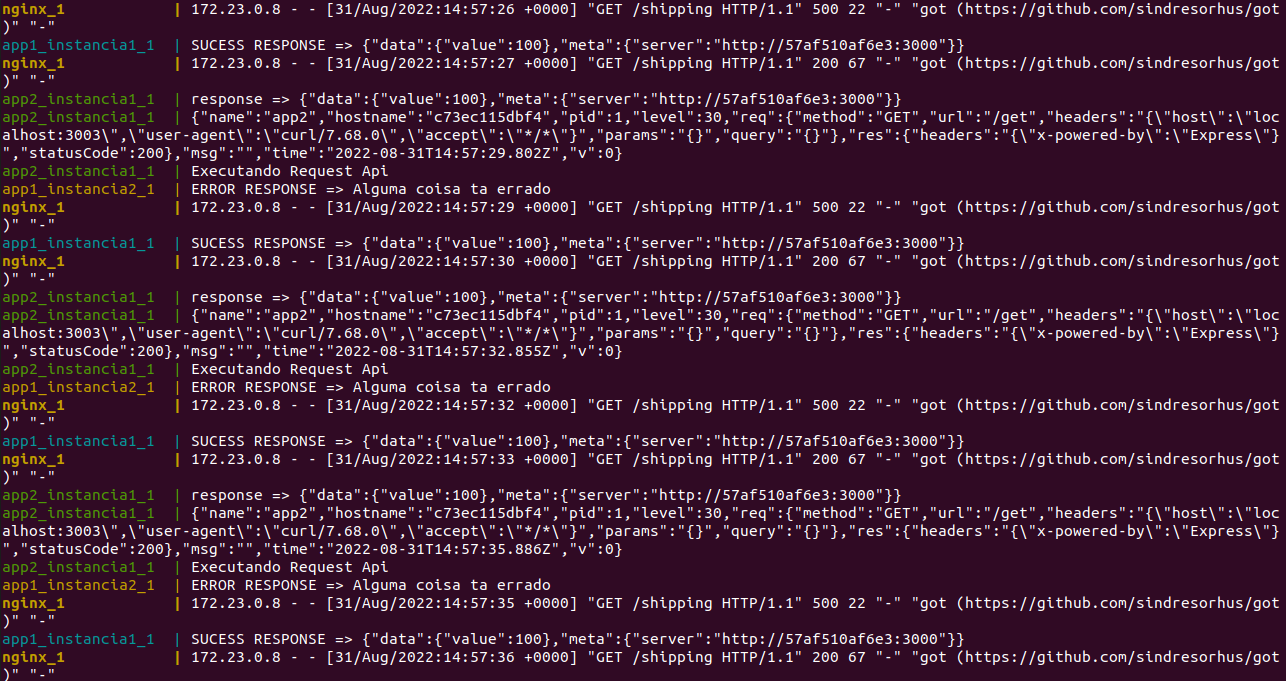 nginx_1            | 172.23.0.8 - - [31/Aug/2022:14:57:26 +0000] "GET /shipping HTTP/1.1" 500 22 "-" "got (https://github.com/sindresorhus/got
)" "-"
app1_instancia1_1  | SUCESS RESPONSE => {"data":{"value":100},"meta":{"server":"http://57af510af6e3:3000"}}
nginx_1            | 172.23.0.8 - - [31/Aug/2022:14:57:27 +0000] "GET /shipping HTTP/1.1" 200 67 "-" "got (https://github.com/sindresorhus/got
)" "-"
app2_instancia1_1  | response => {"data":{"value":100},"meta":{"server":"http://57af510af6e3:3000"}}
app2_instancia1_1  | {"name":"app2","hostname":"c73ec115dbf4","pid":1,"level":30,"req":{"method":"GET","url":"/get","headers":"{\"host\":\"loc
alhost:3003\",\"user-agent\":\"curl/7.68.0\",\"accept\":\"*/*\"}","params":"{}","query":"{}"},"res":{"headers":"{\"x-powered-by\":\"Express\"}
","statusCode":200},"msg":"","time":"2022-08-31T14:57:29.802Z","v":0}
app2_instancia1_1  | Executando Request Api
app1_instancia2_1  | ERROR RESPONSE => Alguma coisa ta errado
nginx_1            | 172.23.0.8 - - [31/Aug/2022:14:57:29 +0000] "GET /shipping HTTP/1.1" 500 22 "-" "got (https://github.com/sindresorhus/got
)" "-"
app1_instancia1_1  | SUCESS RESPONSE => {"data":{"value":100},"meta":{"server":"http://57af510af6e3:3000"}}
nginx_1            | 172.23.0.8 - - [31/Aug/2022:14:57:30 +0000] "GET /shipping HTTP/1.1" 200 67 "-" "got (https://github.com/sindresorhus/got
)" "-"
app2_instancia1_1  | response => {"data":{"value":100},"meta":{"server":"http://57af510af6e3:3000"}}
app2_instancia1_1  | {"name":"app2","hostname":"c73ec115dbf4","pid":1,"level":30,"req":{"method":"GET","url":"/get","headers":"{\"host\":\"loc
alhost:3003\",\"user-agent\":\"curl/7.68.0\",\"accept\":\"*/*\"}","params":"{}","query":"{}"},"res":{"headers":"{\"x-powered-by\":\"Express\"}
","statusCode":200},"msg":"","time":"2022-08-31T14:57:32.855Z","v":0}
app2_instancia1_1  | Executando Request Api
app1_instancia2_1  | ERROR RESPONSE => Alguma coisa ta errado
nginx_1            | 172.23.0.8 - - [31/Aug/2022:14:57:32 +0000] "GET /shipping HTTP/1.1" 500 22 "-" "got (https://github.com/sindresorhus/got
)" "-"
app1_instancia1_1  | SUCESS RESPONSE => {"data":{"value":100},"meta":{"server":"http://57af510af6e3:3000"}}
nginx_1            | 172.23.0.8 - - [31/Aug/2022:14:57:33 +0000] "GET /shipping HTTP/1.1" 200 67 "-" "got (https://github.com/sindresorhus/got
)" "-"
app2_instancia1_1  | response => {"data":{"value":100},"meta":{"server":"http://57af510af6e3:3000"}}
app2_instancia1_1  | {"name":"app2","hostname":"c73ec115dbf4","pid":1,"level":30,"req":{"method":"GET","url":"/get","headers":"{\"host\":\"loc
alhost:3003\",\"user-agent\":\"curl/7.68.0\",\"accept\":\"*/*\"}","params":"{}","query":"{}"},"res":{"headers":"{\"x-powered-by\":\"Express\"}
","statusCode":200},"msg":"","time":"2022-08-31T14:57:35.886Z","v":0}
app2_instancia1_1  | Executando Request Api
app1_instancia2_1  | ERROR RESPONSE => Alguma coisa ta errado
nginx_1            | 172.23.0.8 - - [31/Aug/2022:14:57:35 +0000] "GET /shipping HTTP/1.1" 500 22 "-" "got (https://github.com/sindresorhus/got
)" "-"
app1_instancia1_1  | SUCESS RESPONSE => {"data":{"value":100},"meta":{"server":"http://57af510af6e3:3000"}}
nginx_1            | 172.23.0.8 - - [31/Aug/2022:14:57:36 +0000] "GET /shipping HTTP/1.1" 200 67 "-" "got (https://github.com/sindresorhus/got
)" "-"